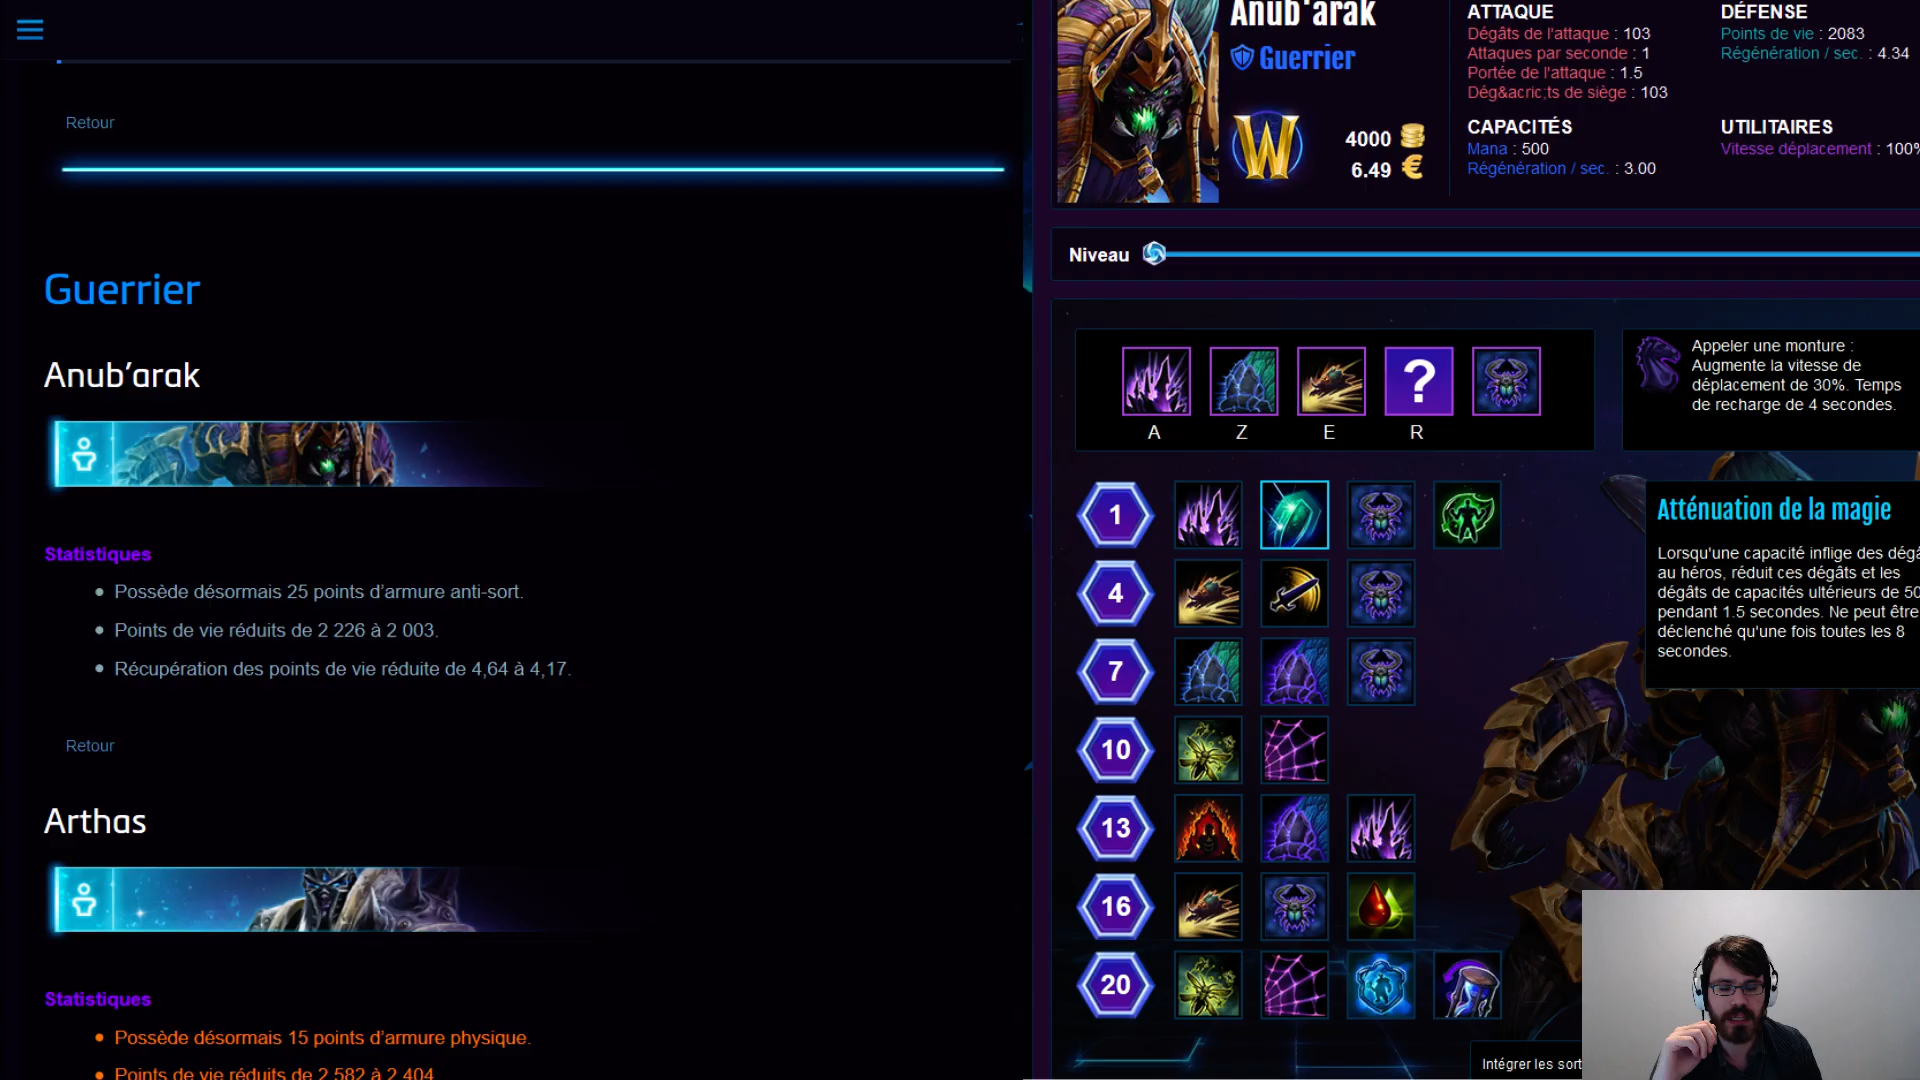 Retour
Guerrier
Anub’arak
Statistiques
Possède désormais 25 points d’armure anti-sort.
Points de vie réduits de 2 226 à 2 003.
Récupération des points de vie réduite de 4,64 à 4,17.
Retour
Arthas
Statistiques
Possède désormais 15 points d’armure physique.
Points de vie réduits de 2 582 à 2 404
Anub'arak
Guerrier
W
4000
6.49 €
ATTAQUE
Dégâts de l'attaque : 103
Attaques par seconde : 1
Portée de l'attaque : 1.5
Dég&acric;ts de siège : 103
CAPACITÉS
Mana : 500
Régénération / sec. : 3.00
DÉFENSE
Points de vie : 2083
Régénération / sec. : 4.34
UTILITAIRES
Vitesse déplacement : 100%
Niveau
?
A Z E R
Appeler une monture :
Augmente la vitesse de
déplacement de 30%. Temps
de recharge de 4 secondes.
1
4
7
10
13
16
20
Atténuation de la magie
Lorsqu'une capacité inflige des dégâ
au héros, réduit ces dégâts et les
dégâts de capacités ultérieurs de 50
pendant 1.5 secondes. Ne peut être
déclenché qu'une fois toutes les 8
secondes.
Intégrer les sort